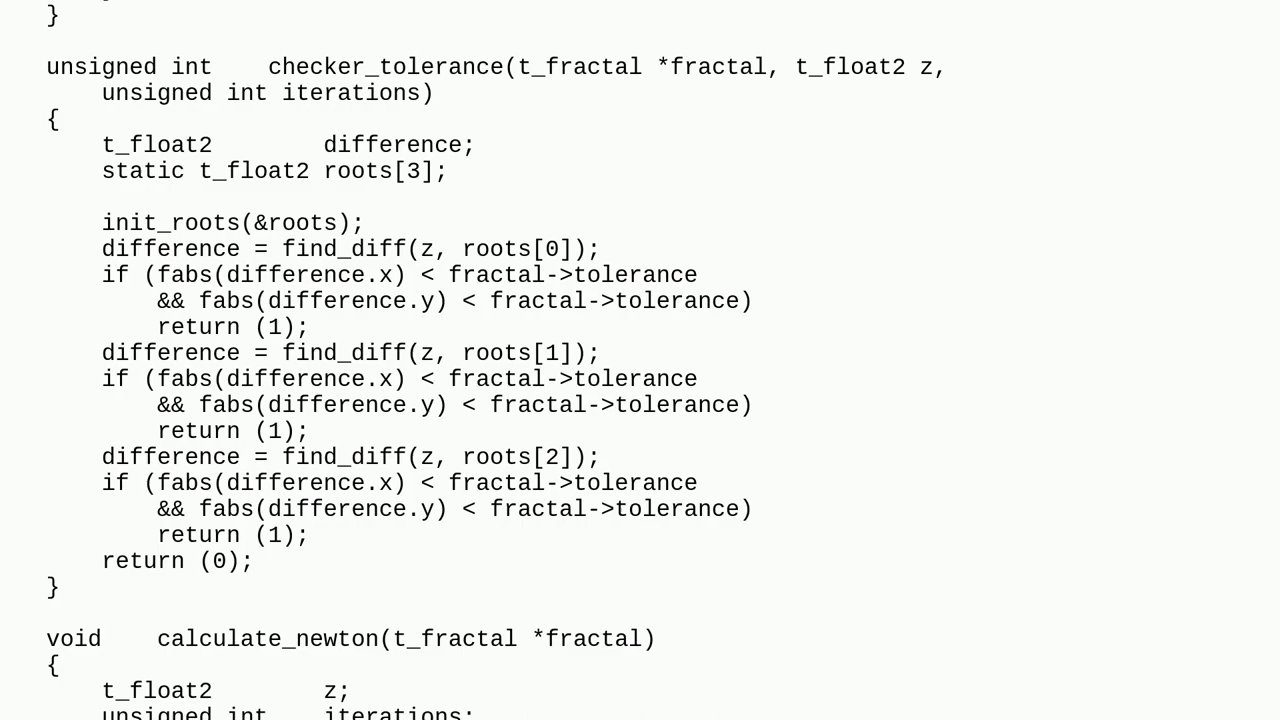 }
unsigned int    checker_tolerance(t_fractal *fractal, t_float2 z,
    unsigned int iterations)
{
    t_float2        difference;
    static t_float2 roots[3];

    init_roots(&roots);
    difference = find_diff(z, roots[0]);
    if (fabs(difference.x) < fractal->tolerance
        && fabs(difference.y) < fractal->tolerance)
        return (1);
    difference = find_diff(z, roots[1]);
    if (fabs(difference.x) < fractal->tolerance
        && fabs(difference.y) < fractal->tolerance)
        return (1);
    difference = find_diff(z, roots[2]);
    if (fabs(difference.x) < fractal->tolerance
        && fabs(difference.y) < fractal->tolerance)
        return (1);
    return (0);
}

void    calculate_newton(t_fractal *fractal)
{
    t_float2        z;
    unsigned int    iterations;